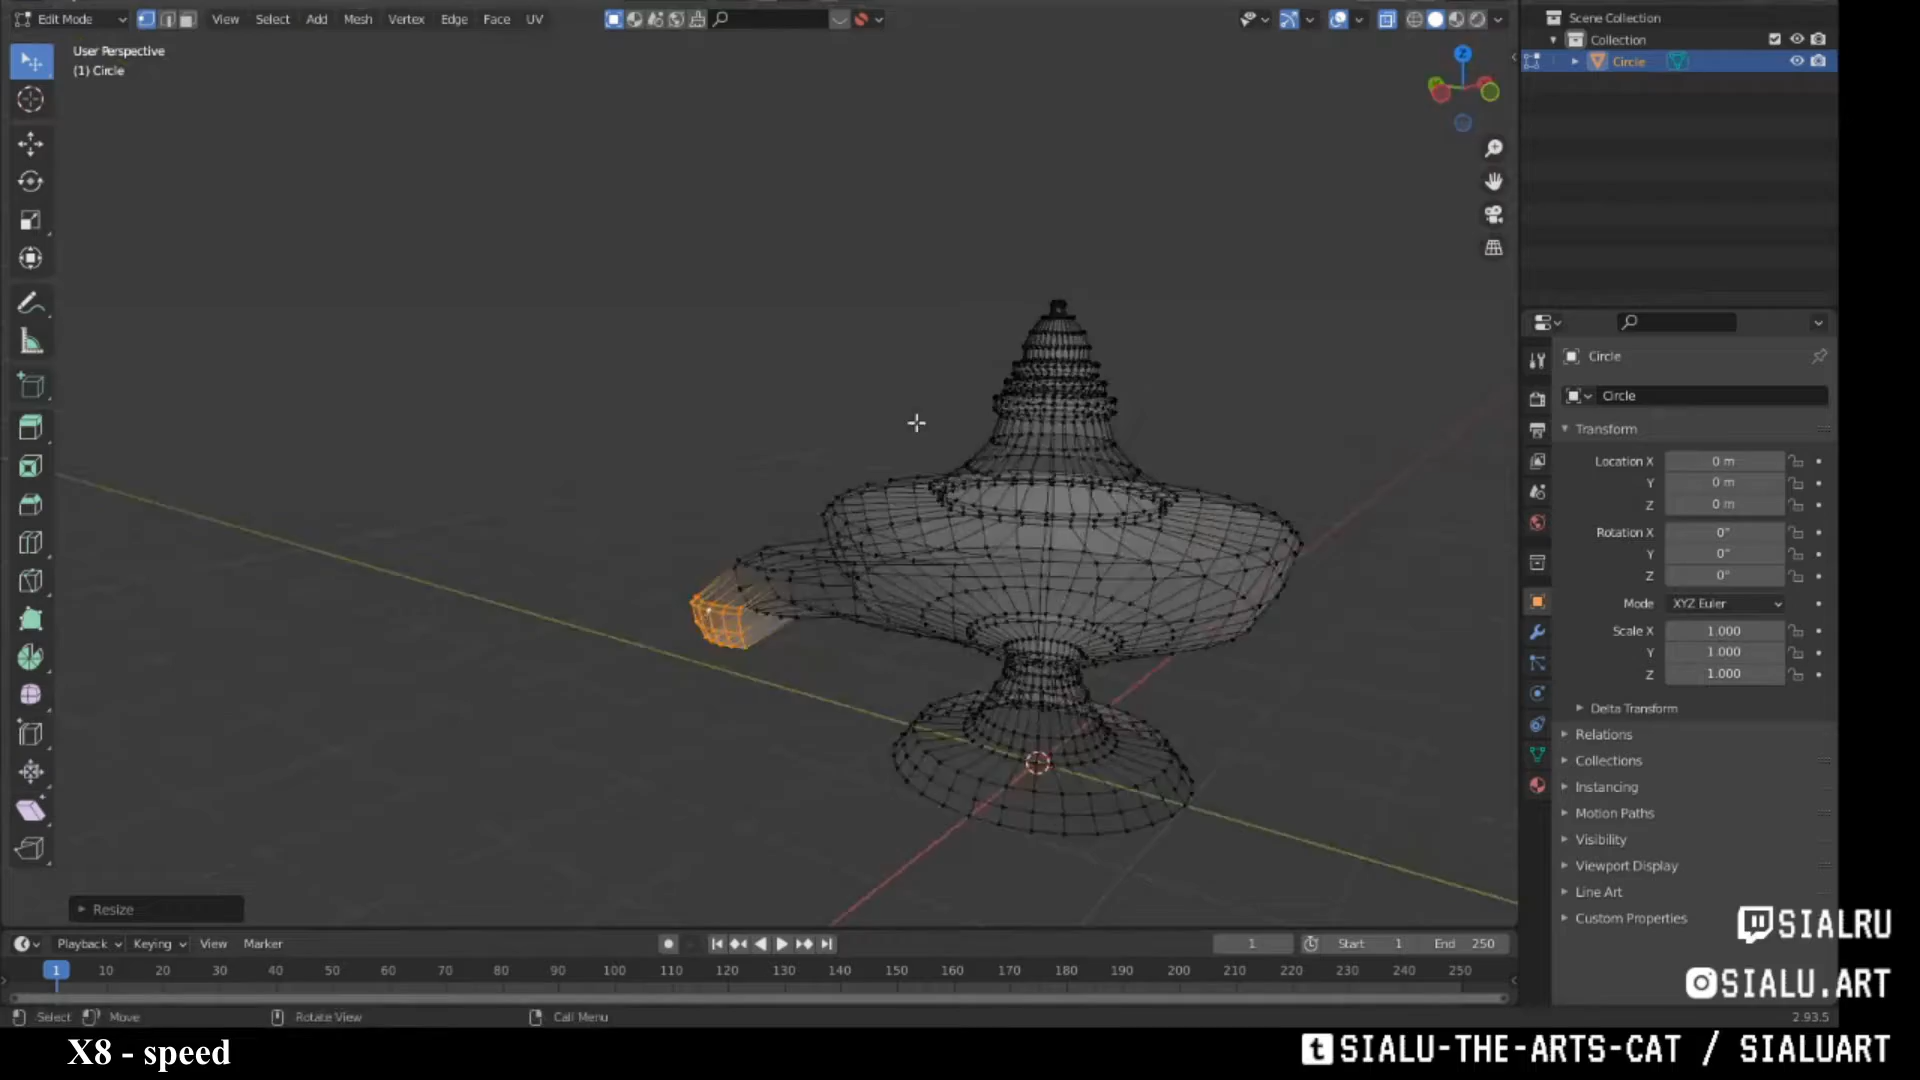 Edit Mode View Select Add Mesh Vertex Edge Face UV
User Perspective
(1) Circle
Z
Scene Collection
Collection
Circle
Circle
Circle
Transform
Location X 0 m
Y 0 m
Z 0 m
Rotation X 0°
Y 0°
Z 0°
Mode XYZ Euler
Scale X 1.000
Y 1.000
Z 1.000
Delta Transform
Relations
Collections
Instancing
Motion Paths
Visibility
Viewport Display
Line Art
Custom Properties
Resize
Playback Keying View Marker 1 Start 1 End 250
1 10 20 30 40 50 60 70 80 90 100 110 120 130 140 150 160 170 180 190 200 210 220 230 240 250
Select Move Rotate View Call Menu 2.93.5
SIALRU
SIALU.ART
X8 - speed
SIALU-THE-ARTS-CAT / SIALUART